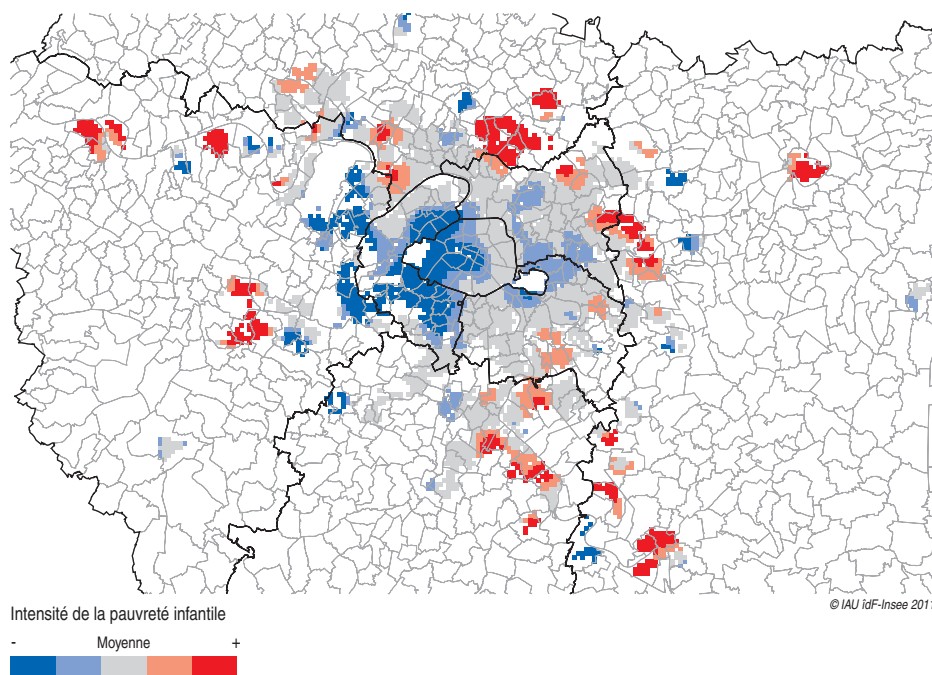 © IAU îdF-Insee 2011
Intensité de la pauvreté infantile
- Moyenne +